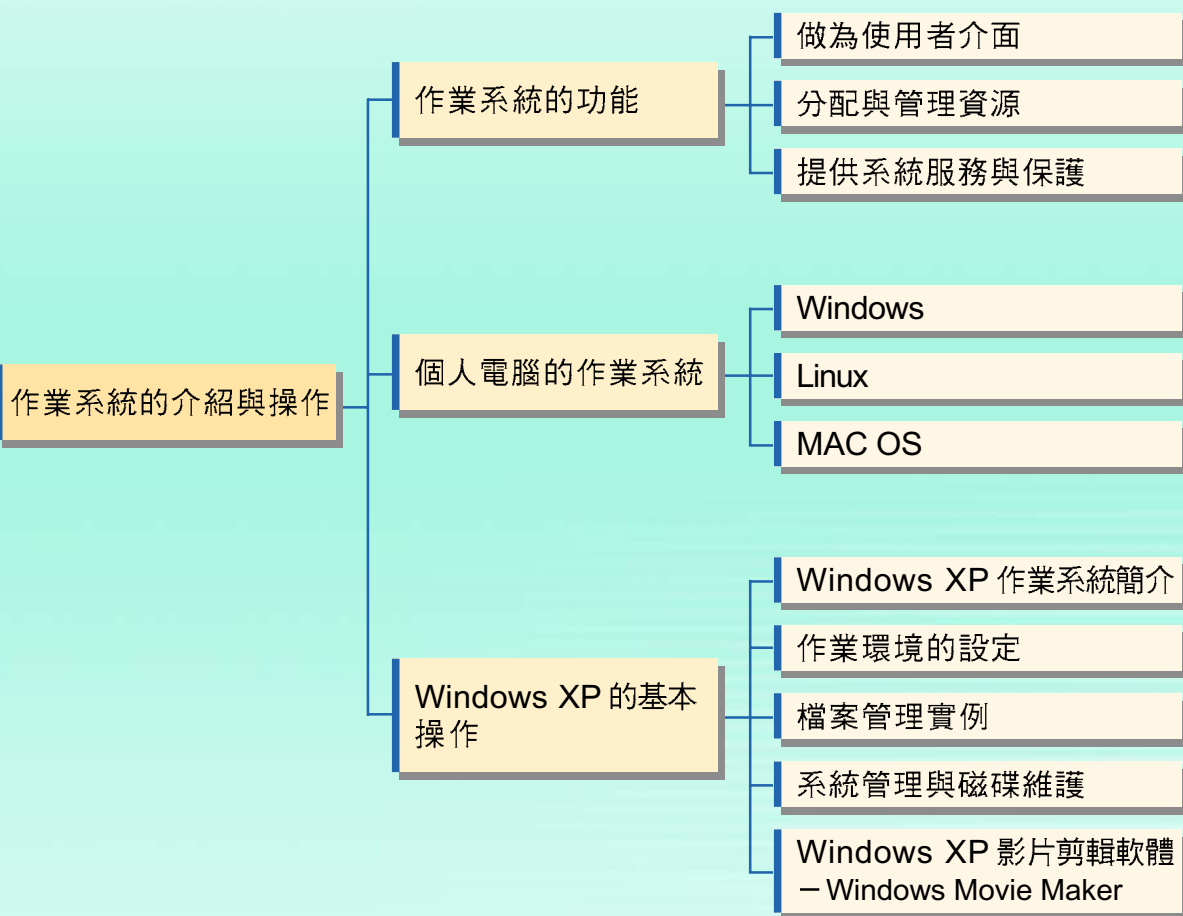 作業系統的介紹與操作
作業系統的功能
做為使用者介面
分配與管理資源
提供系統服務與保護
個人電腦的作業系統
Windows
Linux
MAC OS
Windows XP 的基本
操作
Windows XP 作業系統簡介
作業環境的設定
檔案管理實例
系統管理與磁碟維護
Windows XP 影片剪輯軟體
－Windows Movie Maker